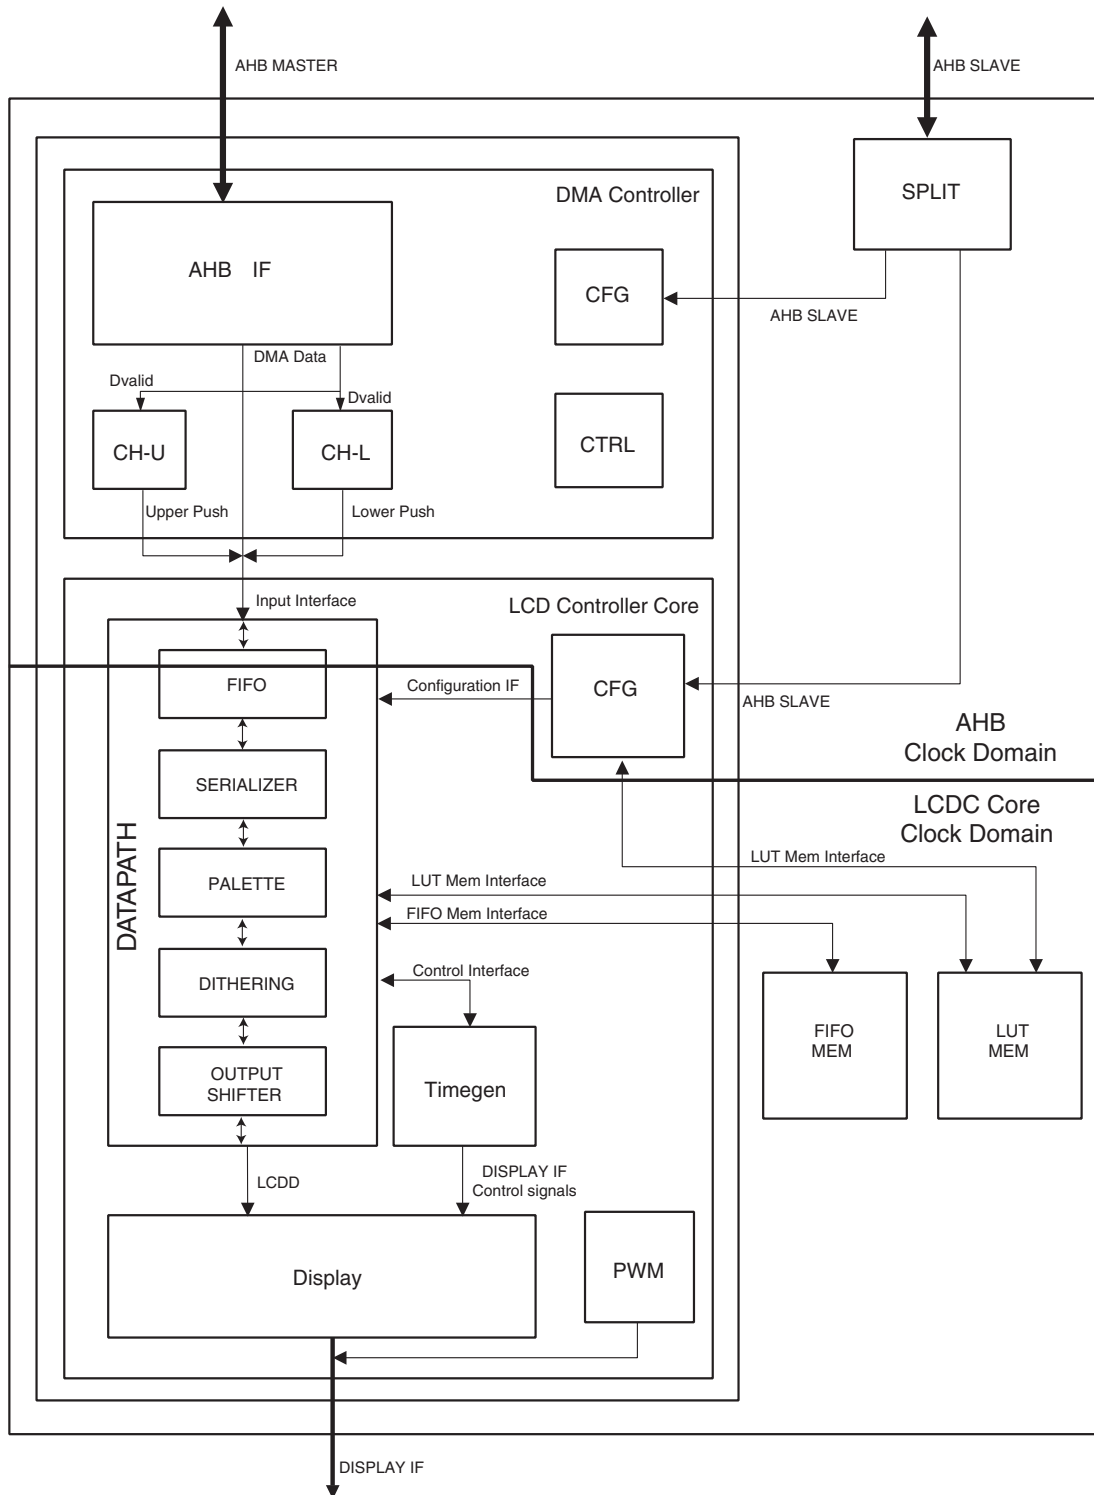 AHB MASTER
AHB SLAVE
DMA Controller
SPLIT
AHB IF
CFG
AHB SLAVE
DMA Data
Dvalid
Dvalid
CH-U
CH-L
CTRL
Upper Push
Lower Push
Input Interface
LCD Controller Core
FIFO
Configuration IF
CFG
AHB SLAVE
AHB
Clock Domain
SERIALIZER
LCDC Core
Clock Domain
DATAPATH
PALETTE
LUT Mem Interface
LUT Mem Interface
FIFO Mem Interface
DITHERING
Control Interface
FIFO
MEM
LUT
MEM
OUTPUT
SHIFTER
Timegen
LCDD
DISPLAY IF
Control signals
Display
PWM
DISPLAY IF